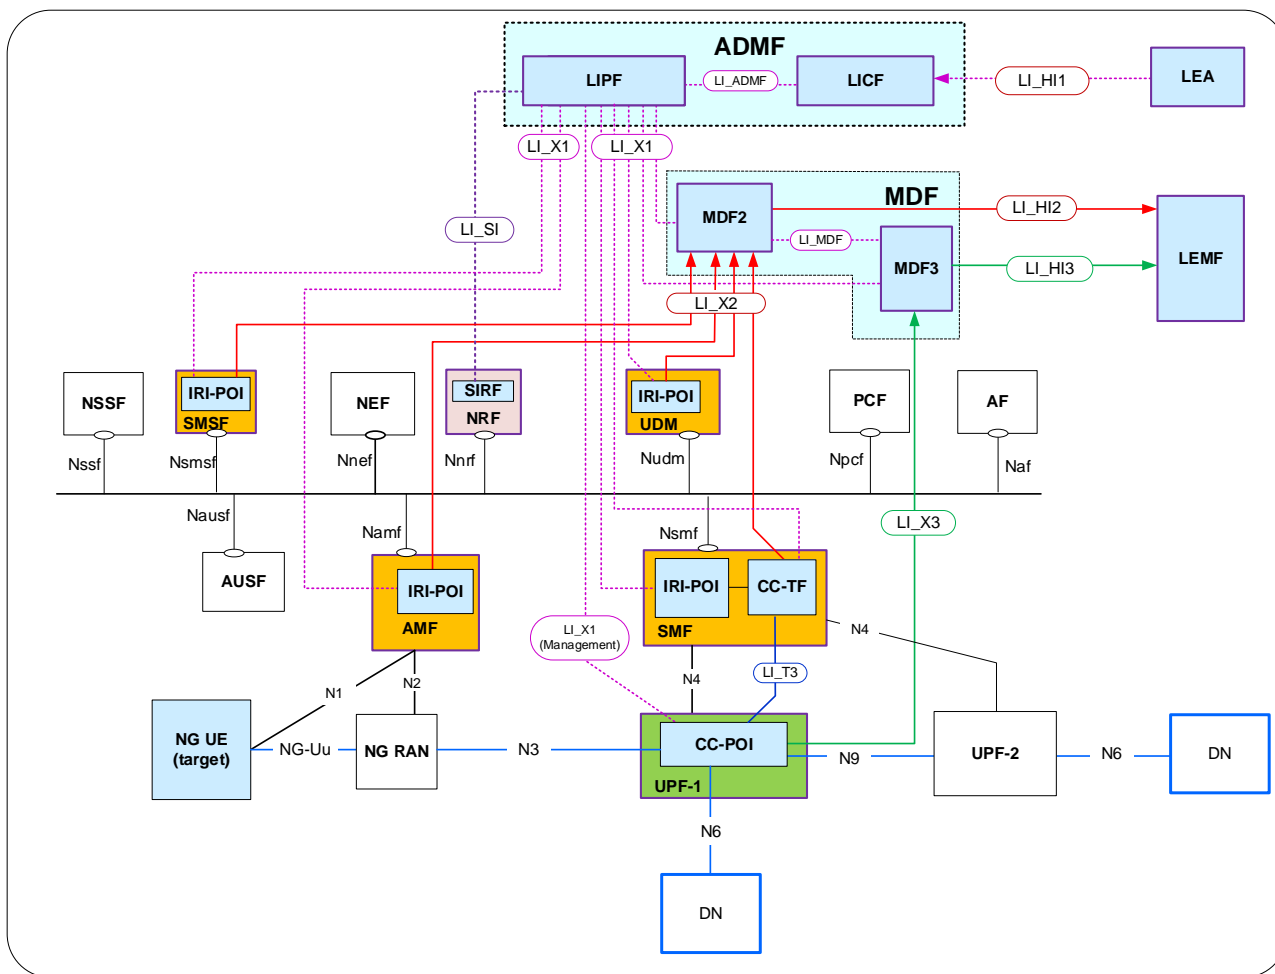 ADMF
LIPF
LI_ADMF
LICF
LI_HI1
LEA
LI_X1
LI_X1
MDF
MDF2
LI_HI2
LI_SI
LI_MDF
LEMF
MDF3
LI_HI3
LI_X2
NSSF
IRI-POI
SMSF
NEF
SIRF
NRF
IRI-POI
UDM
PCF
AF
Nssf
Nsmsf
Nnef
Nnrf
Nudm
Npcf
Naf
Nausf
Namf
Nsmf
LI_X3
AUSF
IRI-POI
AMF
IRI-POI
CC-TF
SMF
LI_X1
(Management)
N4
LI_T3
N4
N1
N2
NG UE
(target)
NG-Uu
NG RAN
N3
CC-POI
UPF-1
N9
UPF-2
N6
DN
N6
DN